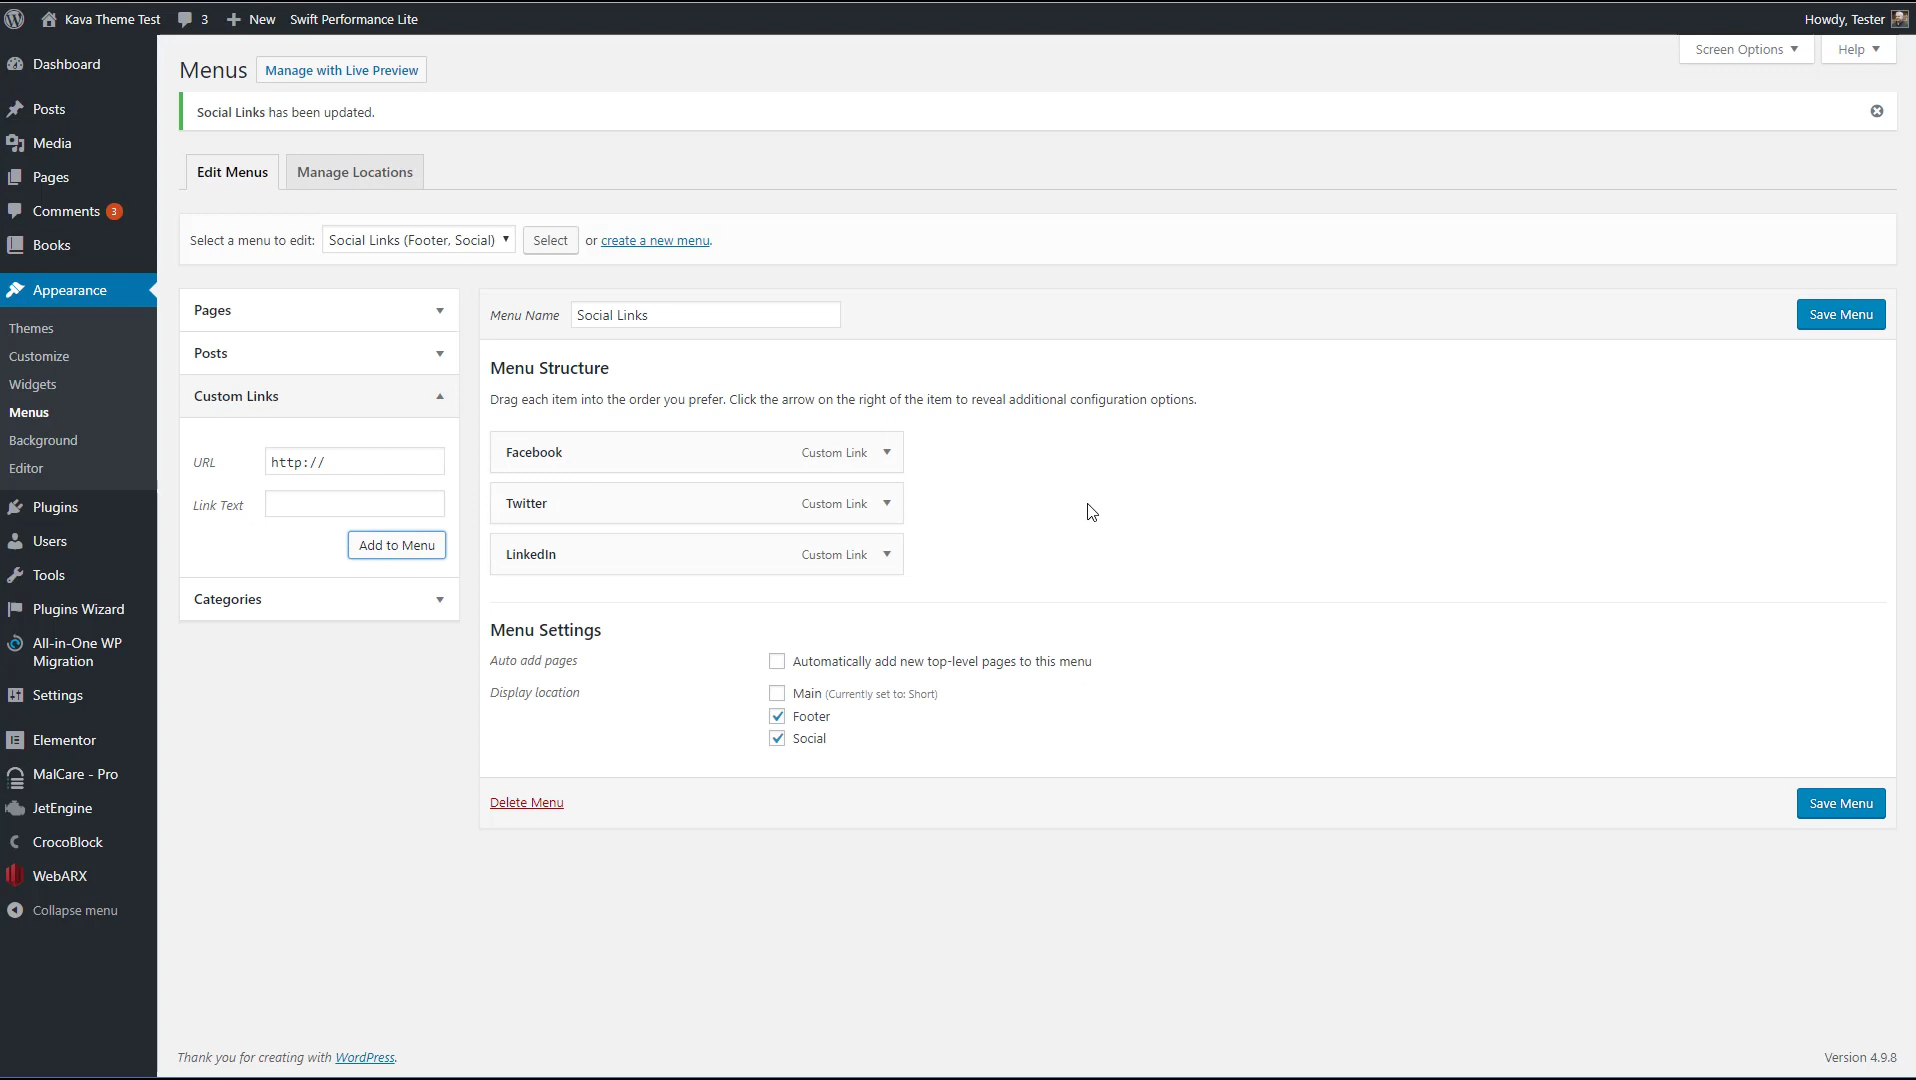 Kava Theme Test 3 New Swift Performance Lite Howdy, Tester
Screen Options Help
Dashboard
Posts
Media
Pages
Comments 3
Books
Appearance
Themes
Customize
Widgets
Menus
Background
Editor
Plugins
Users
Tools
Plugins Wizard
All-in-One WP
Migration
Settings
Elementor
MalCare - Pro
JetEngine
CrocoBlock
WebARX
Collapse menu
Menus Manage with Live Preview
Social Links has been updated.
Edit Menus Manage Locations
Select a menu to edit: Social Links (Footer, Social) Select or create a new menu.
Pages
Posts
Custom Links
URL http://
Link Text
Add to Menu
Categories
Menu Name Social Links Save Menu
Menu Structure
Drag each item into the order you prefer. Click the arrow on the right of the item to reveal additional configuration options.
Facebook Custom Link
Twitter Custom Link
LinkedIn Custom Link
Menu Settings
Auto add pages Automatically add new top-level pages to this menu
Display location Main (Currently set to: Short)
Footer
Social
Delete Menu Save Menu
Thank you for creating with WordPress. Version 4.9.8